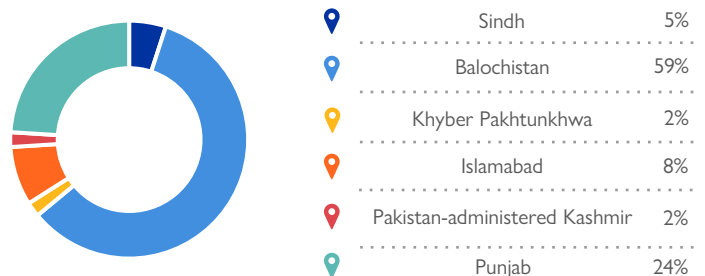 Sindh 5%
Balochistan 59%
Khyber Pakhtunkhwa 2%
Islamabad 8%
Pakistan-administered Kashmir 2%
Punjab 24%